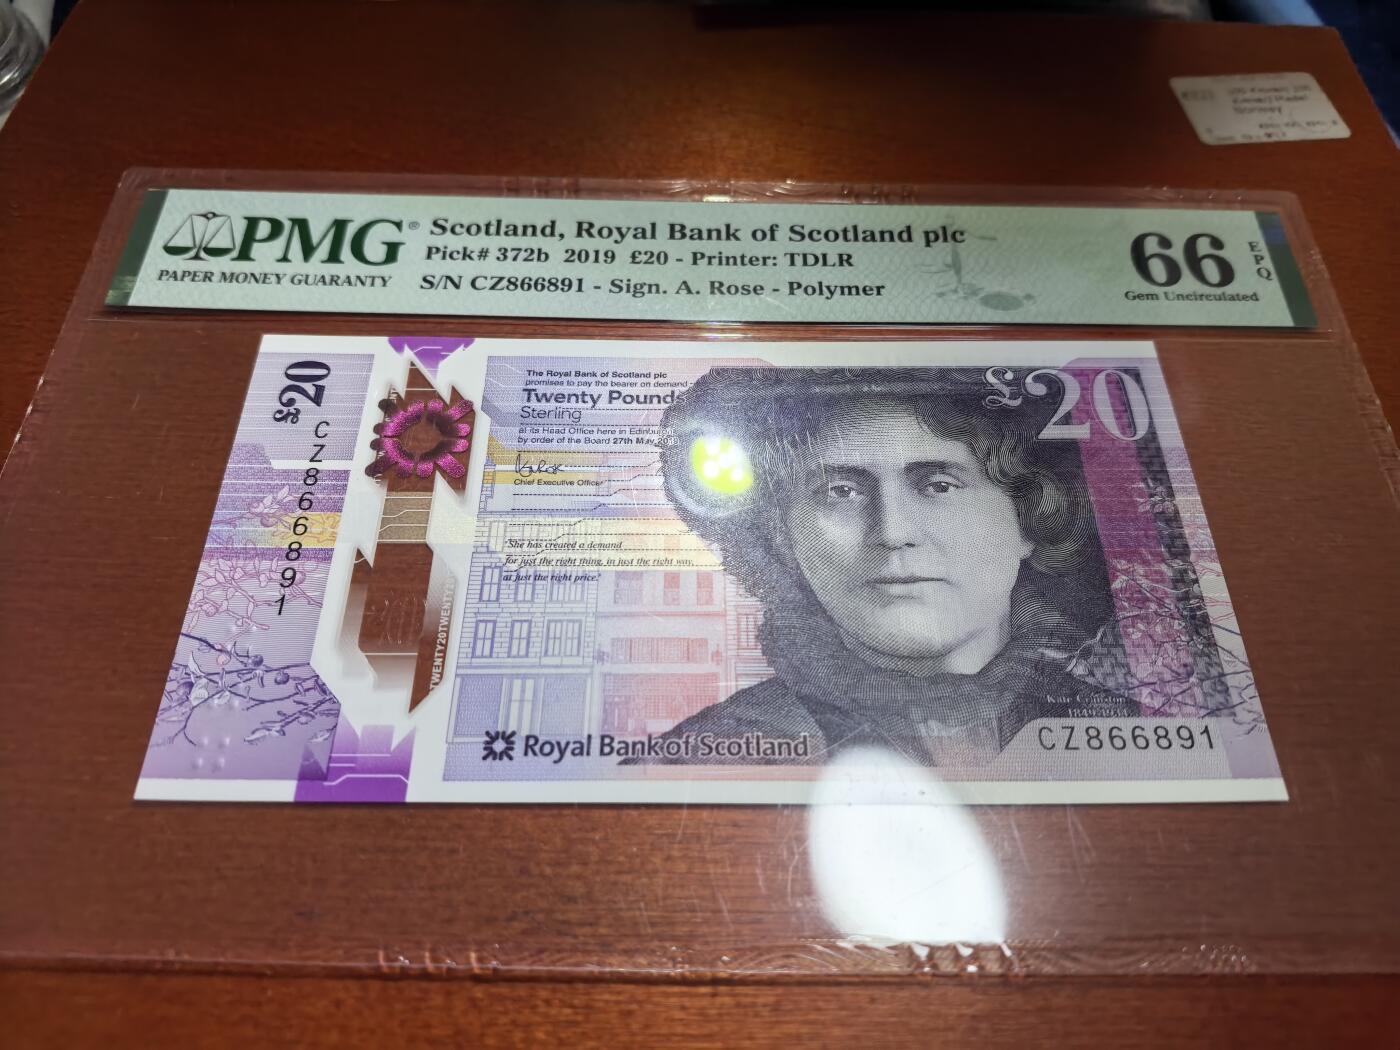 PMG®
PAPER MONEY GUARANTY
Scotland, Royal Bank of Scotland plc
Pick# 372b 2019 £20 - Printer: TDLR
S/N CZ866891 - Sign. A. Rose - Polymer
66
EPQ
Gem Uncirculated
£20
CZ866891
The Royal Bank of Scotland plc
promises to pay the bearer on demand
Twenty Pounds
Sterling
at its Head Office here in Edinburgh
by order of the Board 27th May
Chief Executive Officer
"She has created a demand
for just the right thing, in just the right way,
at just the right price."
TWENTY20TWENTY
£20
Kate Cranston
Royal Bank of Scotland
CZ866891